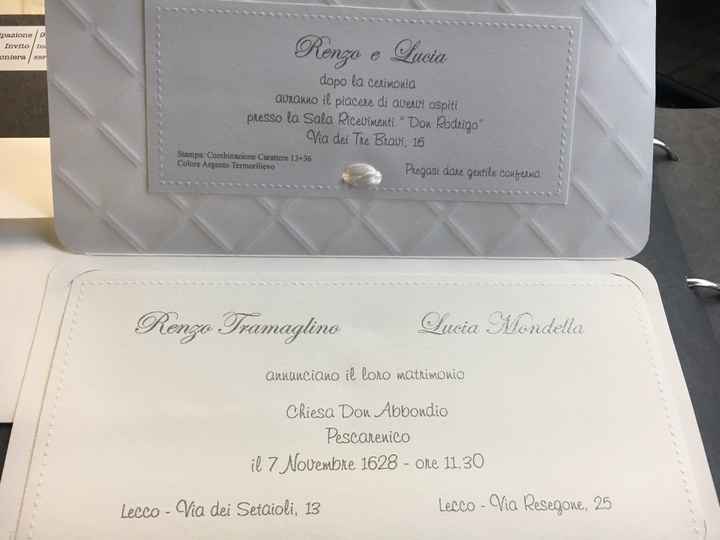 Invito
Renzo e Lucia
dopo la cerimonia
avranno il piacere di avervi ospiti
presso la Sala Ricevimenti " Don Rodrigo"
Via dei Tre Bravi, 16
Stampa: Combinazione Carattere 13+36
Colore Argento Termorilievo
Pregasi dare gentile conferma
Renzo Tramaglino Lucia Mondella
annunciano il loro matrimonio
Chiesa Don Abbondio
Pescarenico
il 7 Novembre 1628 - ore 11.30
Lecco - Via dei Setaioli, 13 Lecco - Via Resegone, 25